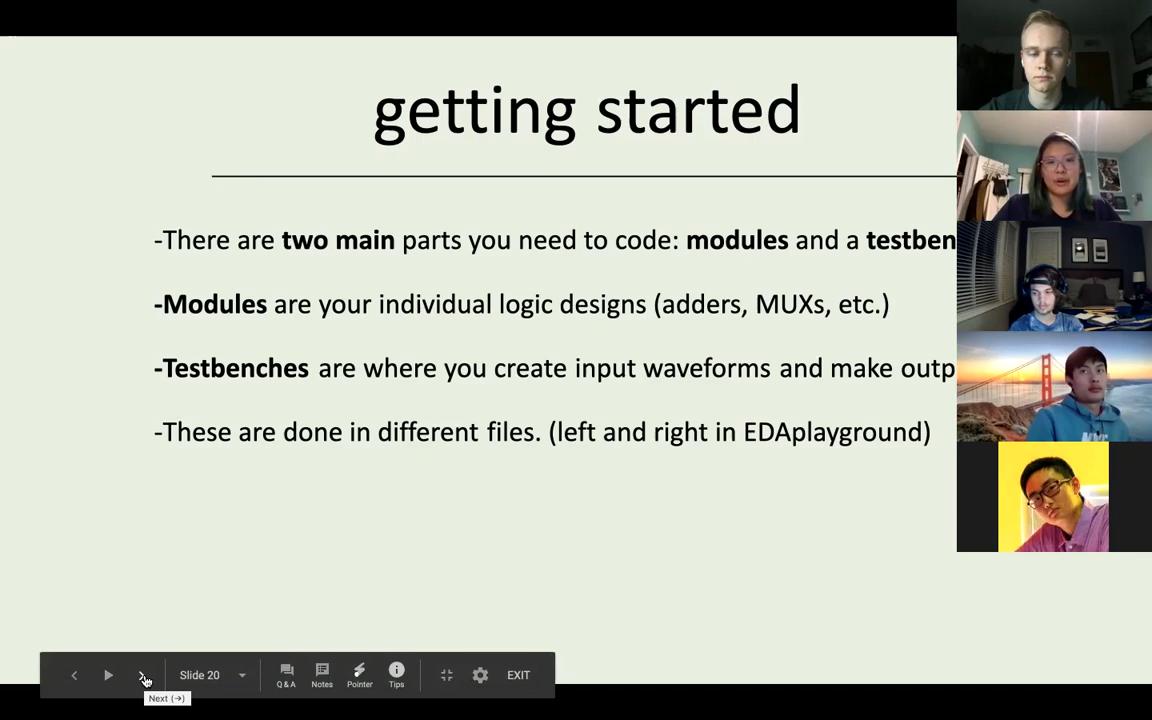 getting started
-There are two main parts you need to code: modules and a testben
-Modules are your individual logic designs (adders, MUXs, etc.)
-Testbenches are where you create input waveforms and make outp
-These are done in different files. (left and right in EDAplayground)
Slide 20
Q & A
Notes
Pointer
Tips
EXIT
Next (→)